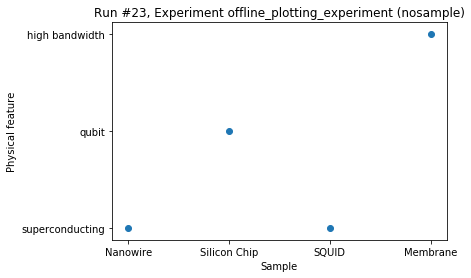 Run #23, Experiment offline_plotting_experiment (nosample)
high bandwidth
qubit
superconducting
Physical feature
Nanowire Silicon Chip SQUID Membrane
Sample